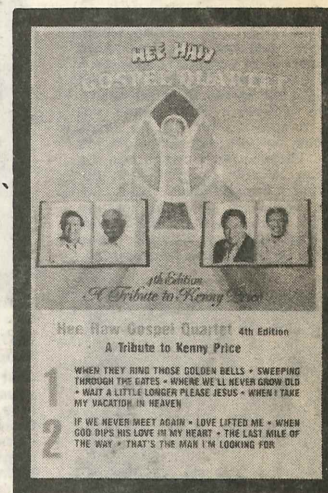 HEE HAW
GOSPEL QUARTET
4th Edition
A Tribute to Kenny Price
Hee Haw Gospel Quartet 4th Edition
A Tribute to Kenny Price
1
WHEN THEY RING THOSE GOLDEN BELLS • SWEEPING
THROUGH THE GATES • WHERE WE'LL NEVER GROW OLD
• WAIT A LITTLE LONGER PLEASE JESUS • WHEN I TAKE
MY VACATION IN HEAVEN
2
IF WE NEVER MEET AGAIN • LOVE LIFTED ME • WHEN
GOD DIPS HIS LOVE IN MY HEART • THE LAST MILE OF
THE WAY • THAT'S THE MAN I'M LOOKING FOR